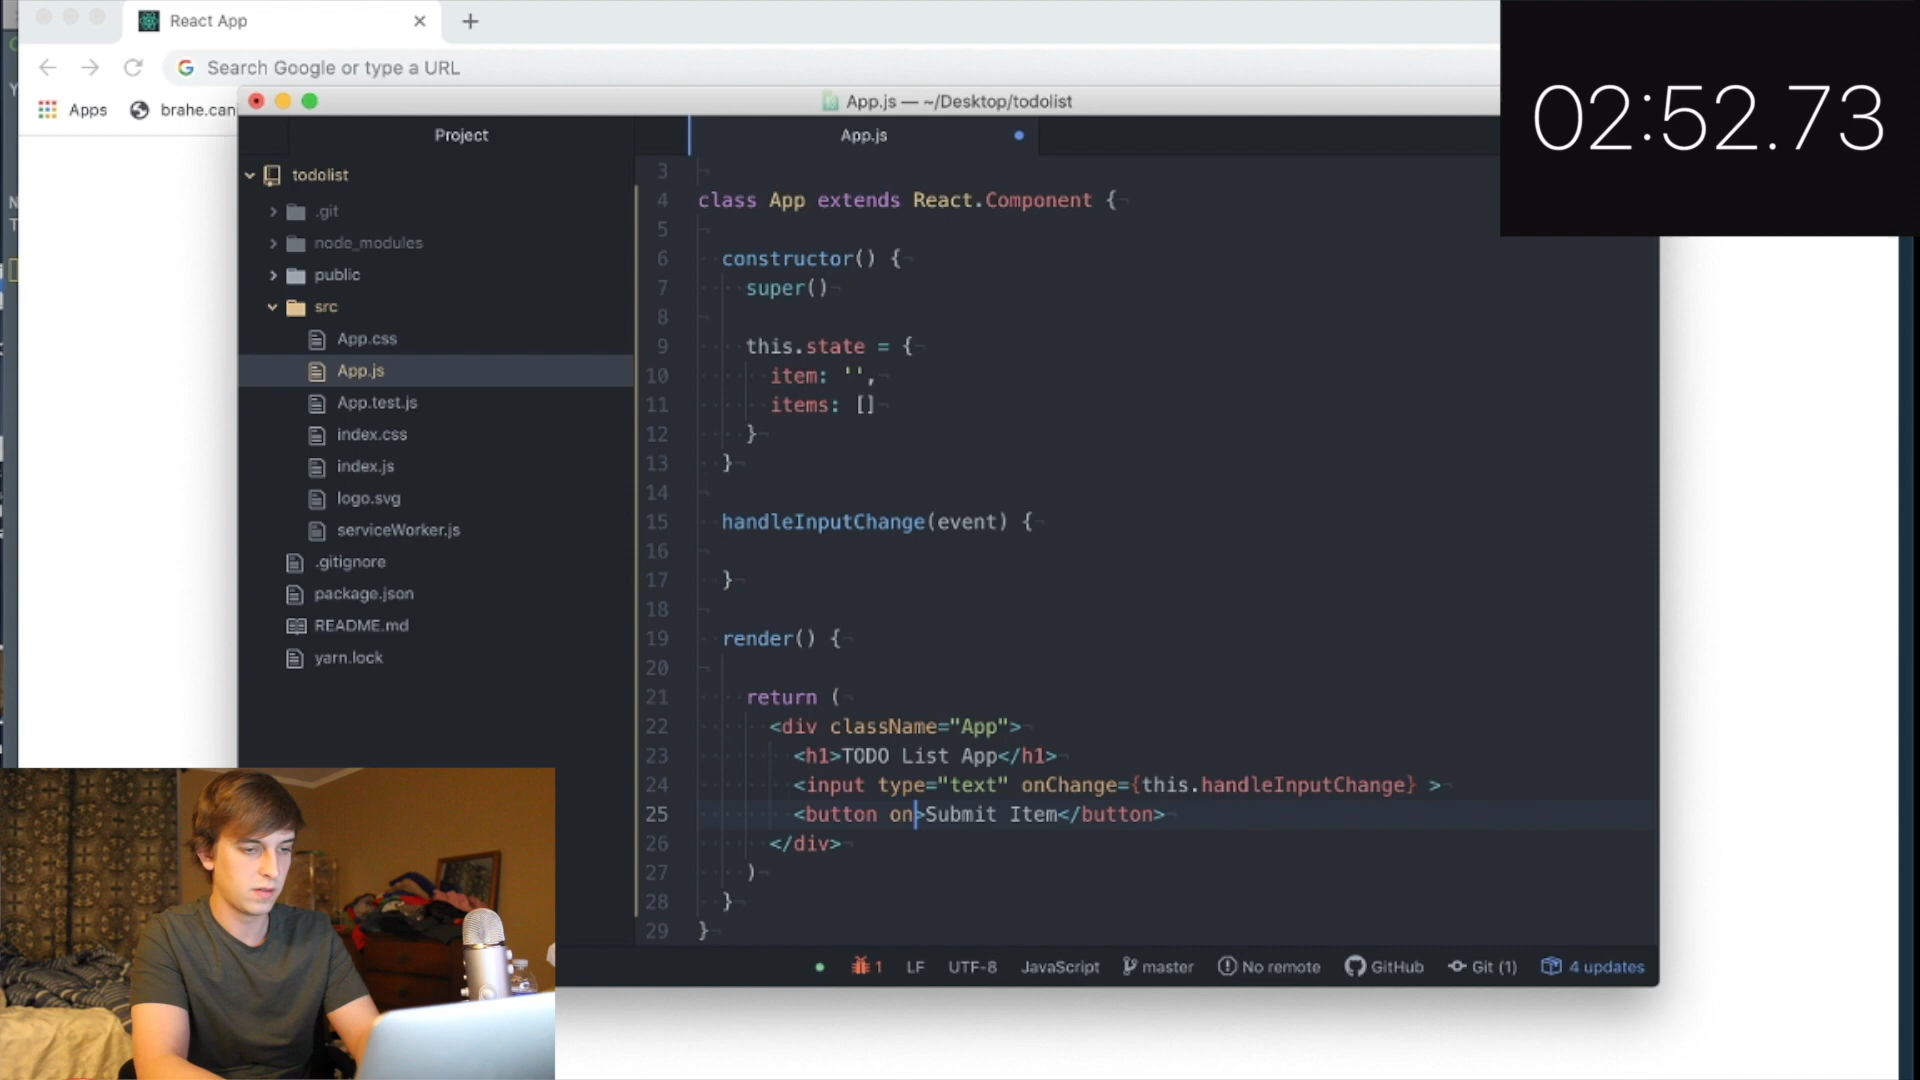 React App
Search Google or type a URL
Apps
brahe.can
App.js — ~/Desktop/todolist
02:52.73
Project
App.js
todolist
.git
node_modules
public
src
App.css
App.js
App.test.js
index.css
index.js
logo.svg
serviceWorker.js
.gitignore
package.json
README.md
yarn.lock
3
4 class App extends React.Component {
5
6 constructor() {
7 super()
8
9 this.state = {
10 item: '',
11 items: []
12 }
13 }
14
15 handleInputChange(event) {
16
17 }
18
19 render() {
20
21 return (
22 <div className="App">
23 <h1>TODO List App</h1>
24 <input type="text" onChange={this.handleInputChange} >
25 <button on>Submit Item</button>
26 </div>
27 )
28 }
29 }
1 LF UTF-8 JavaScript master No remote GitHub Git (1) 4 updates